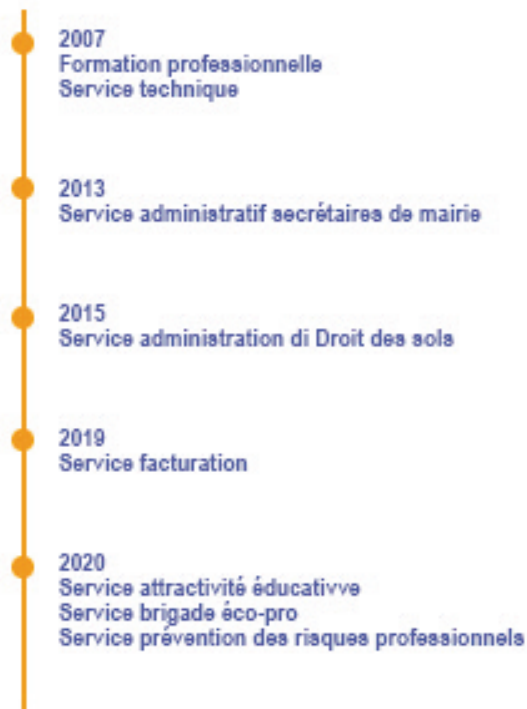 2007
Formation professionnelle
Service technique
2013
Service administratif secrétaires de mairie
2015
Service administration di Droit des sols
2019
Service facturation
2020
Service attractivité éducativve
Service brigade éco-pro
Service prévention des risques professionnels